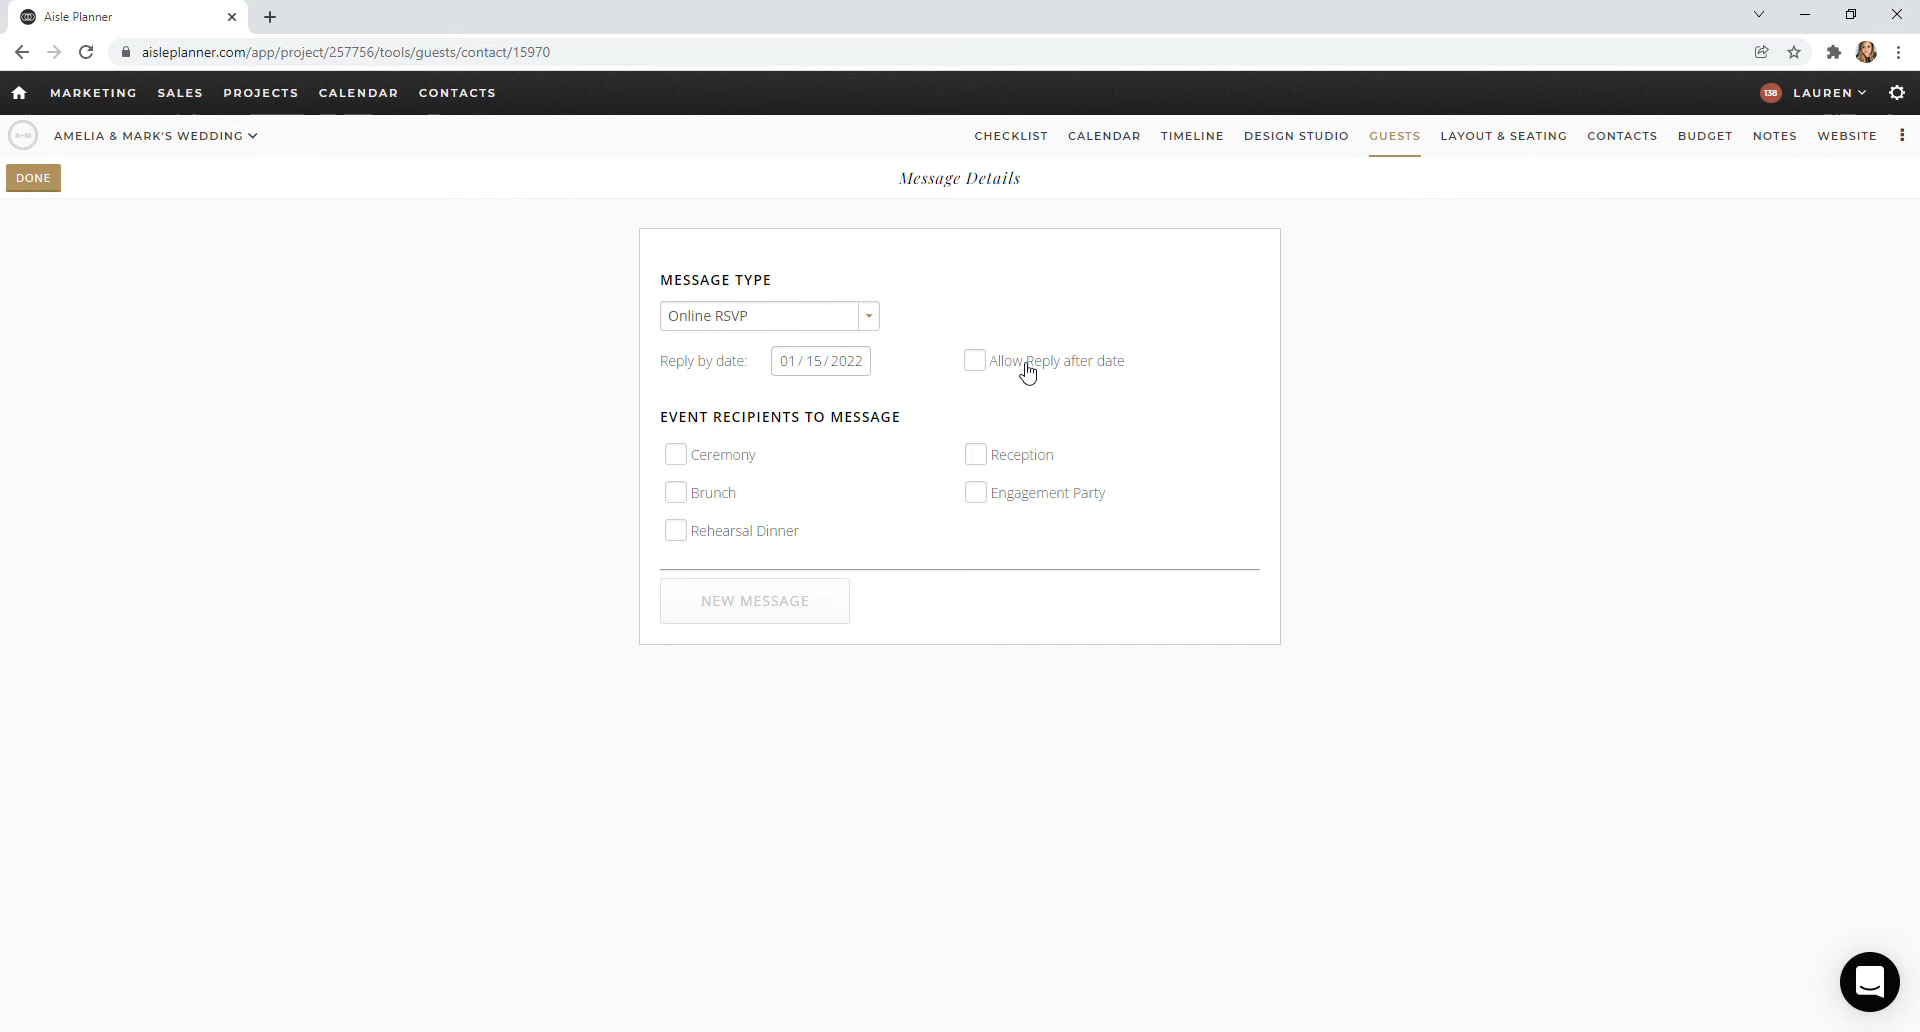 Aisle Planner
aisleplanner.com/app/project/257756/tools/guests/contact/15970
MARKETING SALES PROJECTS CALENDAR CONTACTS 138 LAUREN
A+M AMELIA & MARK'S WEDDING CHECKLIST CALENDAR TIMELINE DESIGN STUDIO GUESTS LAYOUT & SEATING CONTACTS BUDGET NOTES WEBSITE
DONE Message Details
MESSAGE TYPE
Online RSVP
Reply by date: 01/15/2022 Allow Reply after date
EVENT RECIPIENTS TO MESSAGE
Ceremony Reception
Brunch Engagement Party
Rehearsal Dinner
NEW MESSAGE